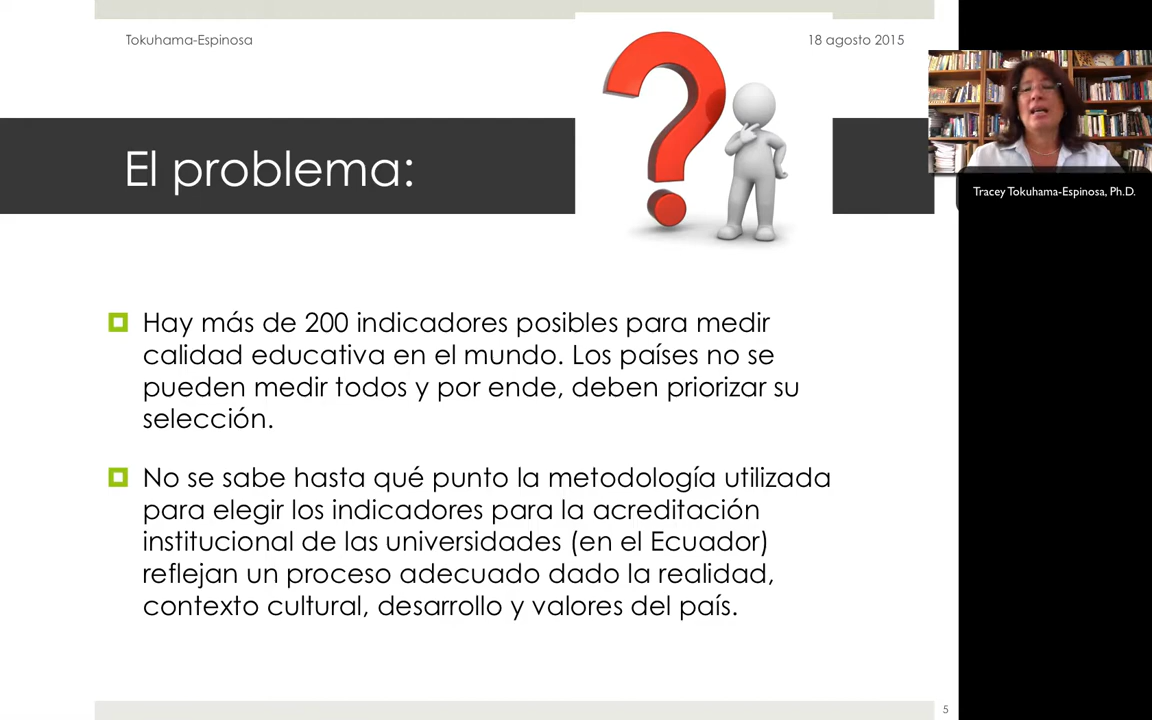 Tokuhama-Espinosa
18 agosto 2015
Tracey Tokuhama-Espinosa, Ph.D.
El problema:
Hay más de 200 indicadores posibles para medir
calidad educativa en el mundo. Los países no se
pueden medir todos y por ende, deben priorizar su
selección.
No se sabe hasta qué punto la metodología utilizada
para elegir los indicadores para la acreditación
institucional de las universidades (en el Ecuador)
reflejan un proceso adecuado dado la realidad,
contexto cultural, desarrollo y valores del país.
5